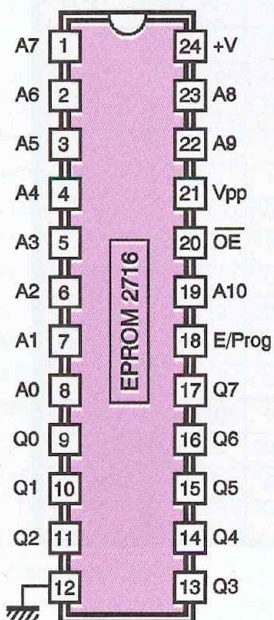 A7 1 24 +V
A6 2 23 A8
A5 3 22 A9
A4 4 21 Vpp
A3 5 20 O̅E̅
A2 6 19 A10
A1 7 18 E/Prog
A0 8 17 Q7
Q0 9 16 Q6
Q1 10 15 Q5
Q2 11 14 Q4
12 13 Q3
EPROM 2716